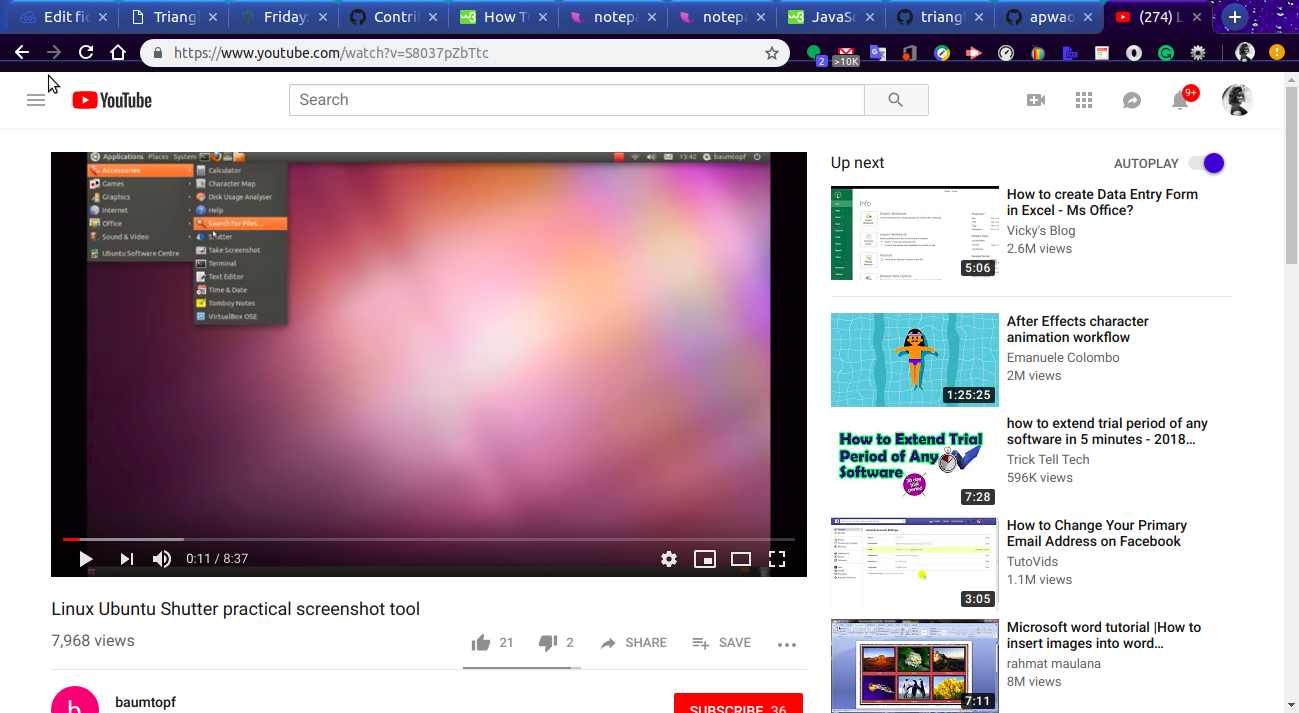 Edit fic
Triangl
Friday:
Contril
How T
notepa
notepa
JavaSc
triangl
apwao
(274) L
https://www.youtube.com/watch?v=S8037pZbTtc
2
>10K
YouTube
Search
9+
Applications Places System
13:42 baumtopf
Accessories
Games
Graphics
Internet
Office
Sound & Video
Ubuntu Software Centre
Calculator
Character Map
Disk Usage Analyser
Help
Search for Files...
Shutter
Take Screenshot
Terminal
Text Editor
Time & Date
Tomboy Notes
VirtualBox OSE
0:11 / 8:37
Linux Ubuntu Shutter practical screenshot tool
7,968 views
21
2
SHARE
SAVE
baumtopf
b
SUBSCRIBE 36
Up next
AUTOPLAY
Info
5:06
How to create Data Entry Form
in Excel - Ms Office?
Vicky's Blog
2.6M views
1:25:25
After Effects character
animation workflow
Emanuele Colombo
2M views
How to Extend Trial
Period of Any
Software
30 day
trial
period
7:28
how to extend trial period of any
software in 5 minutes - 2018...
Trick Tell Tech
596K views
3:05
How to Change Your Primary
Email Address on Facebook
TutoVids
1.1M views
7:11
Microsoft word tutorial |How to
insert images into word...
rahmat maulana
8M views